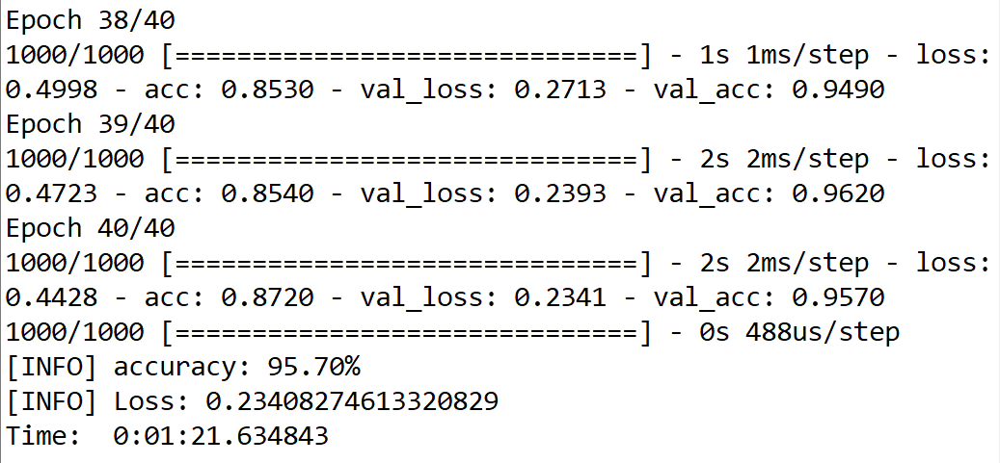 Epoch 38/40
1000/1000 [==============================] - 1s 1ms/step - loss:
0.4998 - acc: 0.8530 - val_loss: 0.2713 - val_acc: 0.9490
Epoch 39/40
1000/1000 [==============================] - 2s 2ms/step - loss:
0.4723 - acc: 0.8540 - val_loss: 0.2393 - val_acc: 0.9620
Epoch 40/40
1000/1000 [==============================] - 2s 2ms/step - loss:
0.4428 - acc: 0.8720 - val_loss: 0.2341 - val_acc: 0.9570
1000/1000 [==============================] - 0s 488us/step
[INFO] accuracy: 95.70%
[INFO] Loss: 0.23408274613320829
Time:  0:01:21.634843